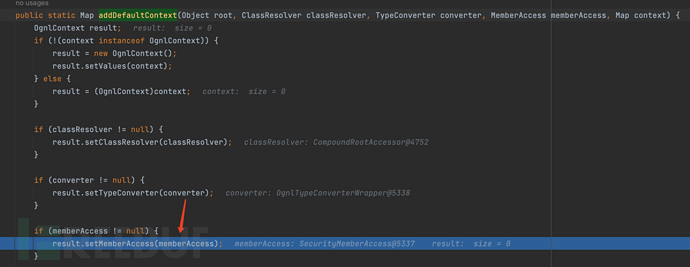 no usages
public static Map addDefaultContext(Object root, ClassResolver classResolver, TypeConverter converter, MemberAccess memberAccess, Map context) {
OgnlContext result; result: size = 0
if (!(context instanceof OgnlContext)) {
result = new OgnlContext();
result.setValues(context);
} else {
result = (OgnlContext)context; context: size = 0
}
if (classResolver != null) {
result.setClassResolver(classResolver); classResolver: CompoundRootAccessor@4752
}
if (converter != null) {
result.setTypeConverter(converter); converter: OgnlTypeConverterWrapper@5338
}
if (memberAccess != null) {
result.setMemberAccess(memberAccess); memberAccess: SecurityMemberAccess@5337 result: size = 0
}